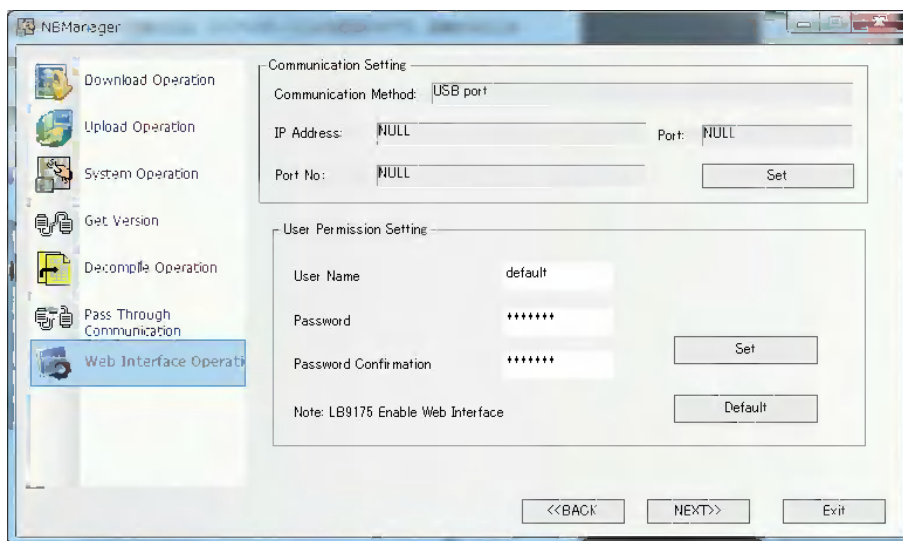 NBManager
Download Operation
Upload Operation
System Operation
Get Version
Decompile Operation
Pass Through
Communication
Web Interface Operati
Communication Setting
Communication Method: USB port
IP Address: NULL Port: NULL
Port No: NULL Set
User Permission Setting
User Name default
Password *******
Password Confirmation *******
Set
Note: LB9175 Enable Web Interface Default
<<BACK NEXT>> Exit